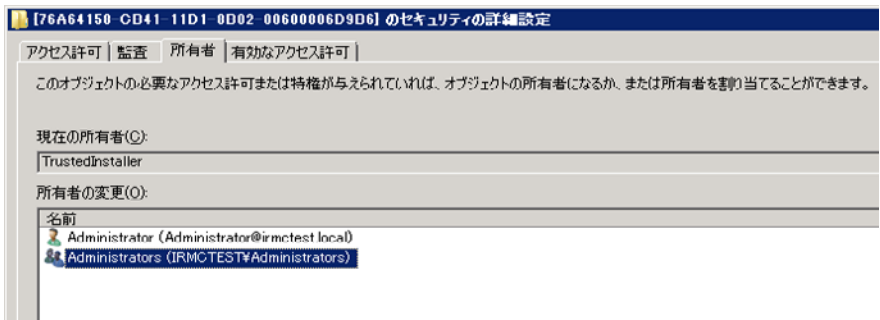 [76A64150-CB41-11D1-8B02-00600806D9B6] のセキュリティの詳細設定
アクセス許可 監査 所有者 有効なアクセス許可
このオブジェクトの必要なアクセス許可または特権が与えられていれば、オブジェクトの所有者になるか、または所有者を割り当てることができます。
現在の所有者(C):
TrustedInstaller
所有者の変更(O):
名前
Administrator (Administrator@irmctest.local)
Administrators (IRMCTEST¥Administrators)